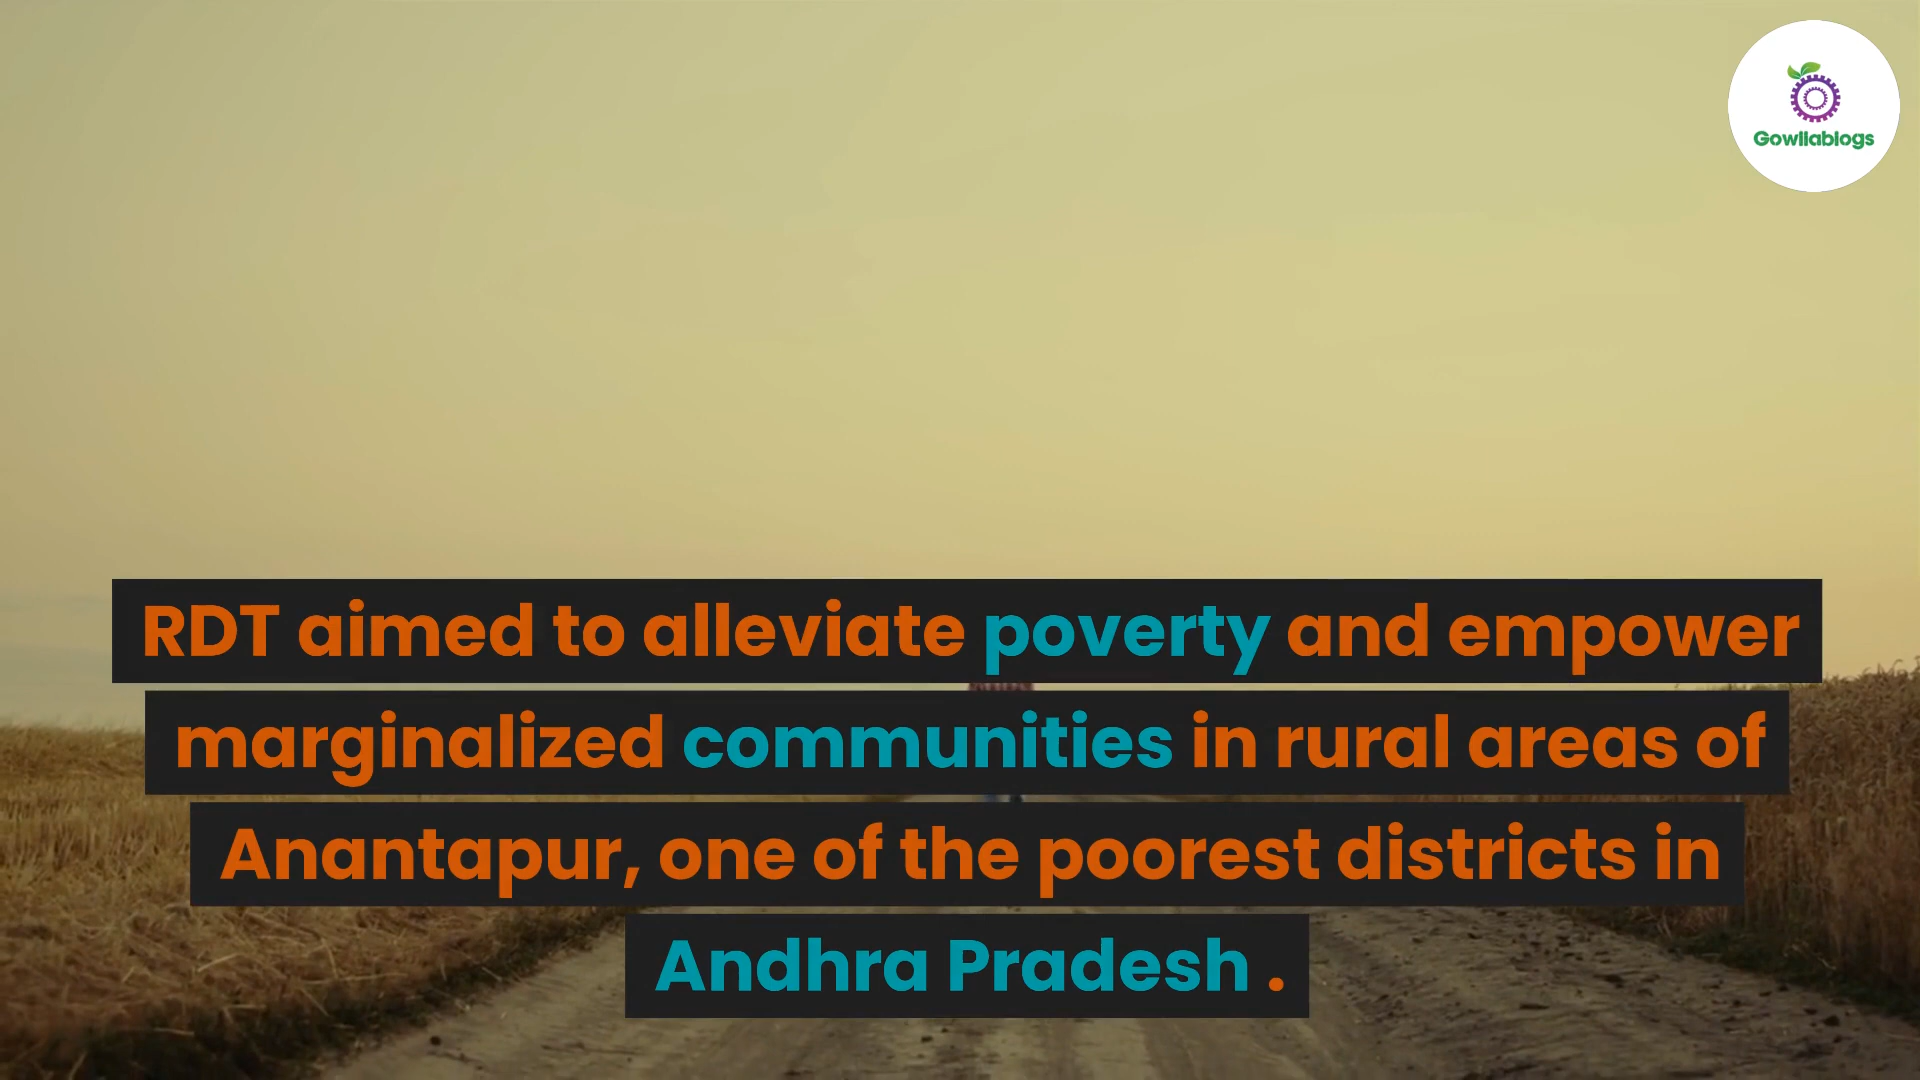 Gowllablogs
RDT aimed to alleviate poverty and empower
marginalized communities in rural areas of
Anantapur, one of the poorest districts in
Andhra Pradesh .